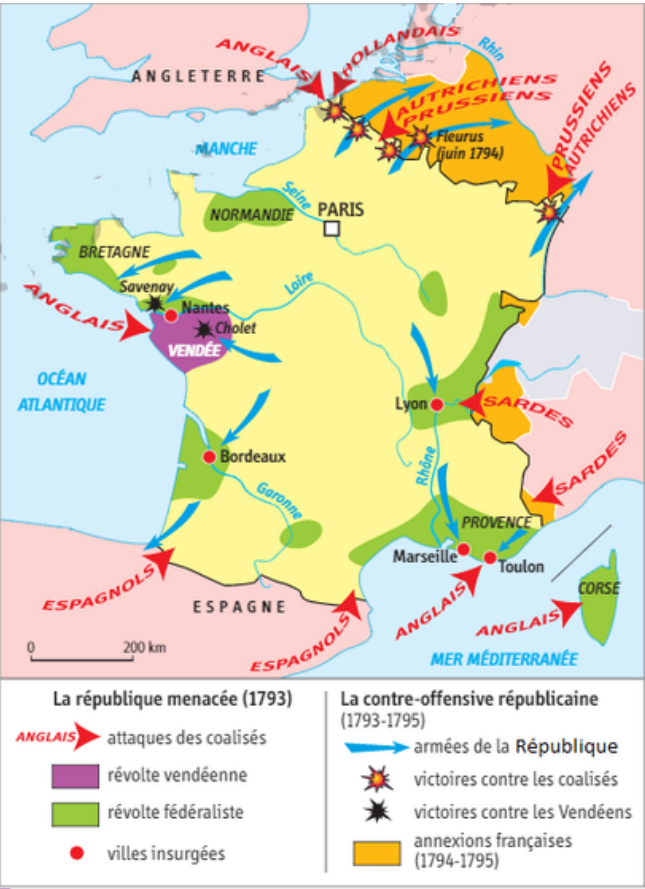 ANGLAIS
HOLLANDAIS
Rhin
ANGLETERRE
AUTRICHIENS
PRUSSIENS
PRUSSIENS
AUTRICHIENS
Fleurus
(juin 1794)
MANCHE
Seine
NORMANDIE
PARIS
BRETAGNE
Savenay
Loire
ANGLAIS
Nantes
Cholet
VENDÉE
OCÉAN
ATLANTIQUE
Lyon
SARDES
Bordeaux
Rhône
SARDES
Garonne
PROVENCE
Marseille
Toulon
CORSE
ESPAGNOLS
ESPAGNE
ESPAGNOLS
ANGLAIS
ANGLAIS
0 200 km
MER MÉDITERRANÉE
La république menacée (1793)
ANGLAIS attaques des coalisés
révolte vendéenne
révolte fédéraliste
villes insurgées
La contre-offensive républicaine
(1793-1795)
armées de la République
victoires contre les coalisés
victoires contre les Vendéens
annexions françaises
(1794-1795)